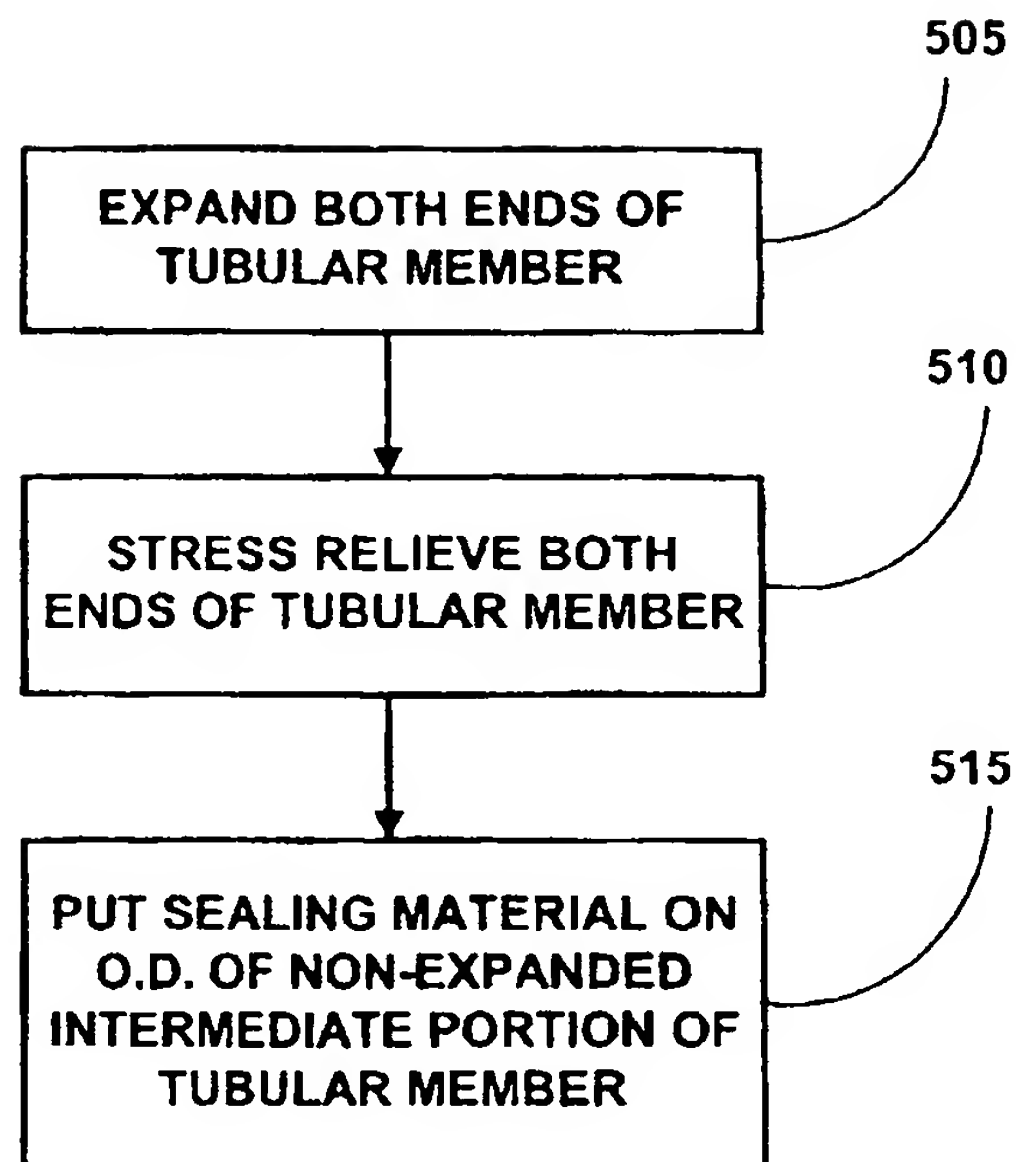 505
EXPAND BOTH ENDS OF
TUBULAR MEMBER
510
STRESS RELIEVE BOTH
ENDS OF TUBULAR MEMBER
515
PUT SEALING MATERIAL ON
O.D. OF NON-EXPANDED
INTERMEDIATE PORTION OF
TUBULAR MEMBER